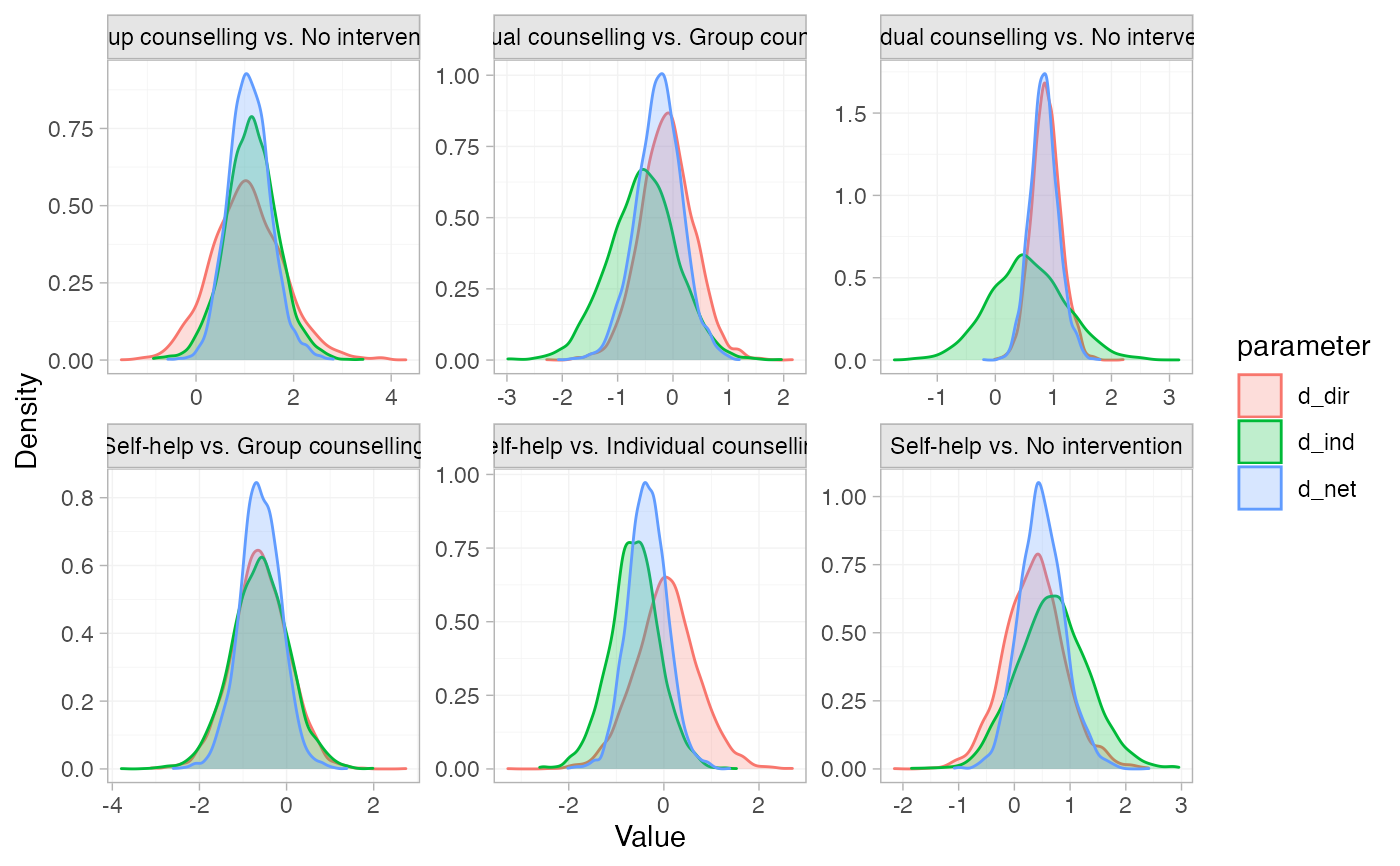 up counselling vs. No interven
ual counselling vs. Group coun
dual counselling vs. No interve
0.75
0.50
0.25
0.00
0 2 4
1.00
0.75
0.50
0.25
0.00
-3 -2 -1 0 1 2
1.5
1.0
0.5
0.0
-1 0 1 2 3
Density
Self-help vs. Group counselling
elf-help vs. Individual counsellin
Self-help vs. No intervention
0.8
0.6
0.4
0.2
0.0
-4 -2 0 2
1.00
0.75
0.50
0.25
0.00
-2 0 2
1.00
0.75
0.50
0.25
0.00
-2 -1 0 1 2 3
Value
parameter
d_dir
d_ind
d_net